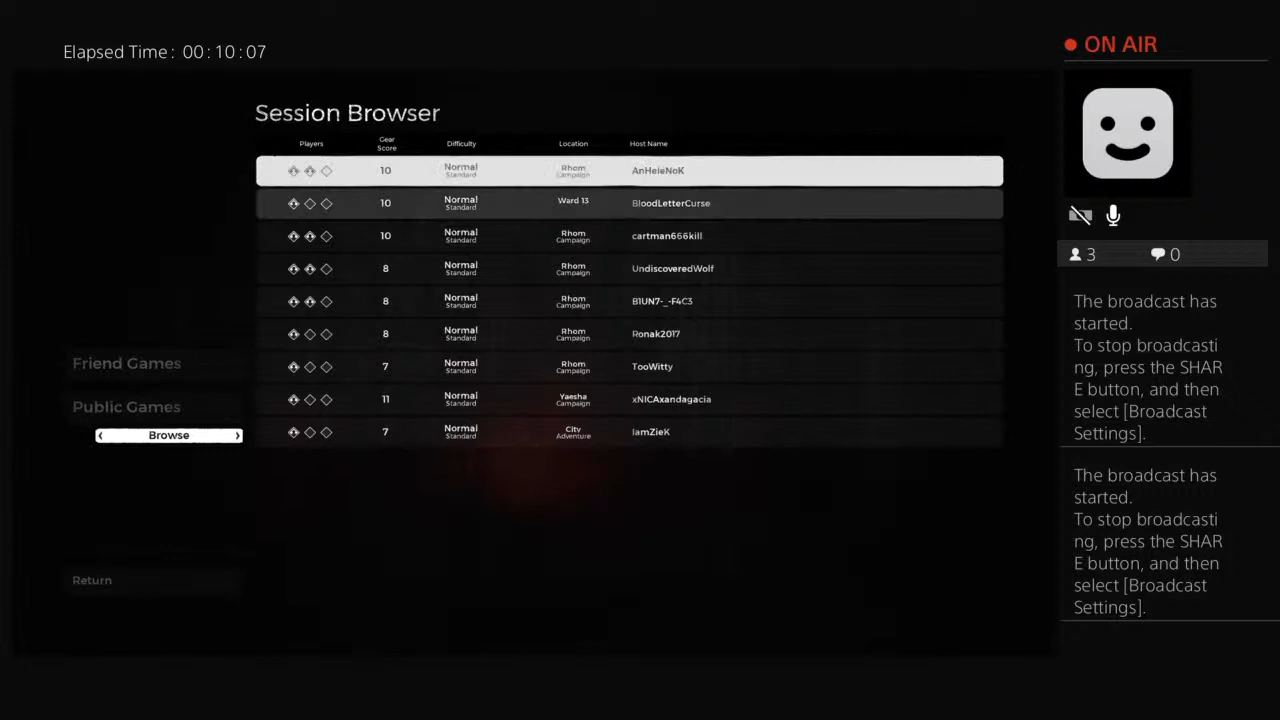 Elapsed Time: 00:10:07
ON AIR
Session Browser
Players Gear Score Difficulty Location Host Name
10 Normal Standard Rhom Campaign AnHeieNoK
10 Normal Standard Ward 13 BloodLetterCurse
10 Normal Standard Rhom Campaign cartman666kill
8 Normal Standard Rhom Campaign UndiscoveredWolf
8 Normal Standard Rhom Campaign B1UN7-_-F4C3
8 Normal Standard Rhom Campaign Ronak2017
7 Normal Standard Rhom Campaign TooWitty
11 Normal Standard Yaesha Campaign xNICAxandagacia
7 Normal Standard City Adventure IamZieK
Friend Games
Public Games
Browse
Return
3 0
The broadcast has
started.
To stop broadcasti
ng, press the SHAR
E button, and then
select [Broadcast
Settings].
The broadcast has
started.
To stop broadcasti
ng, press the SHAR
E button, and then
select [Broadcast
Settings].